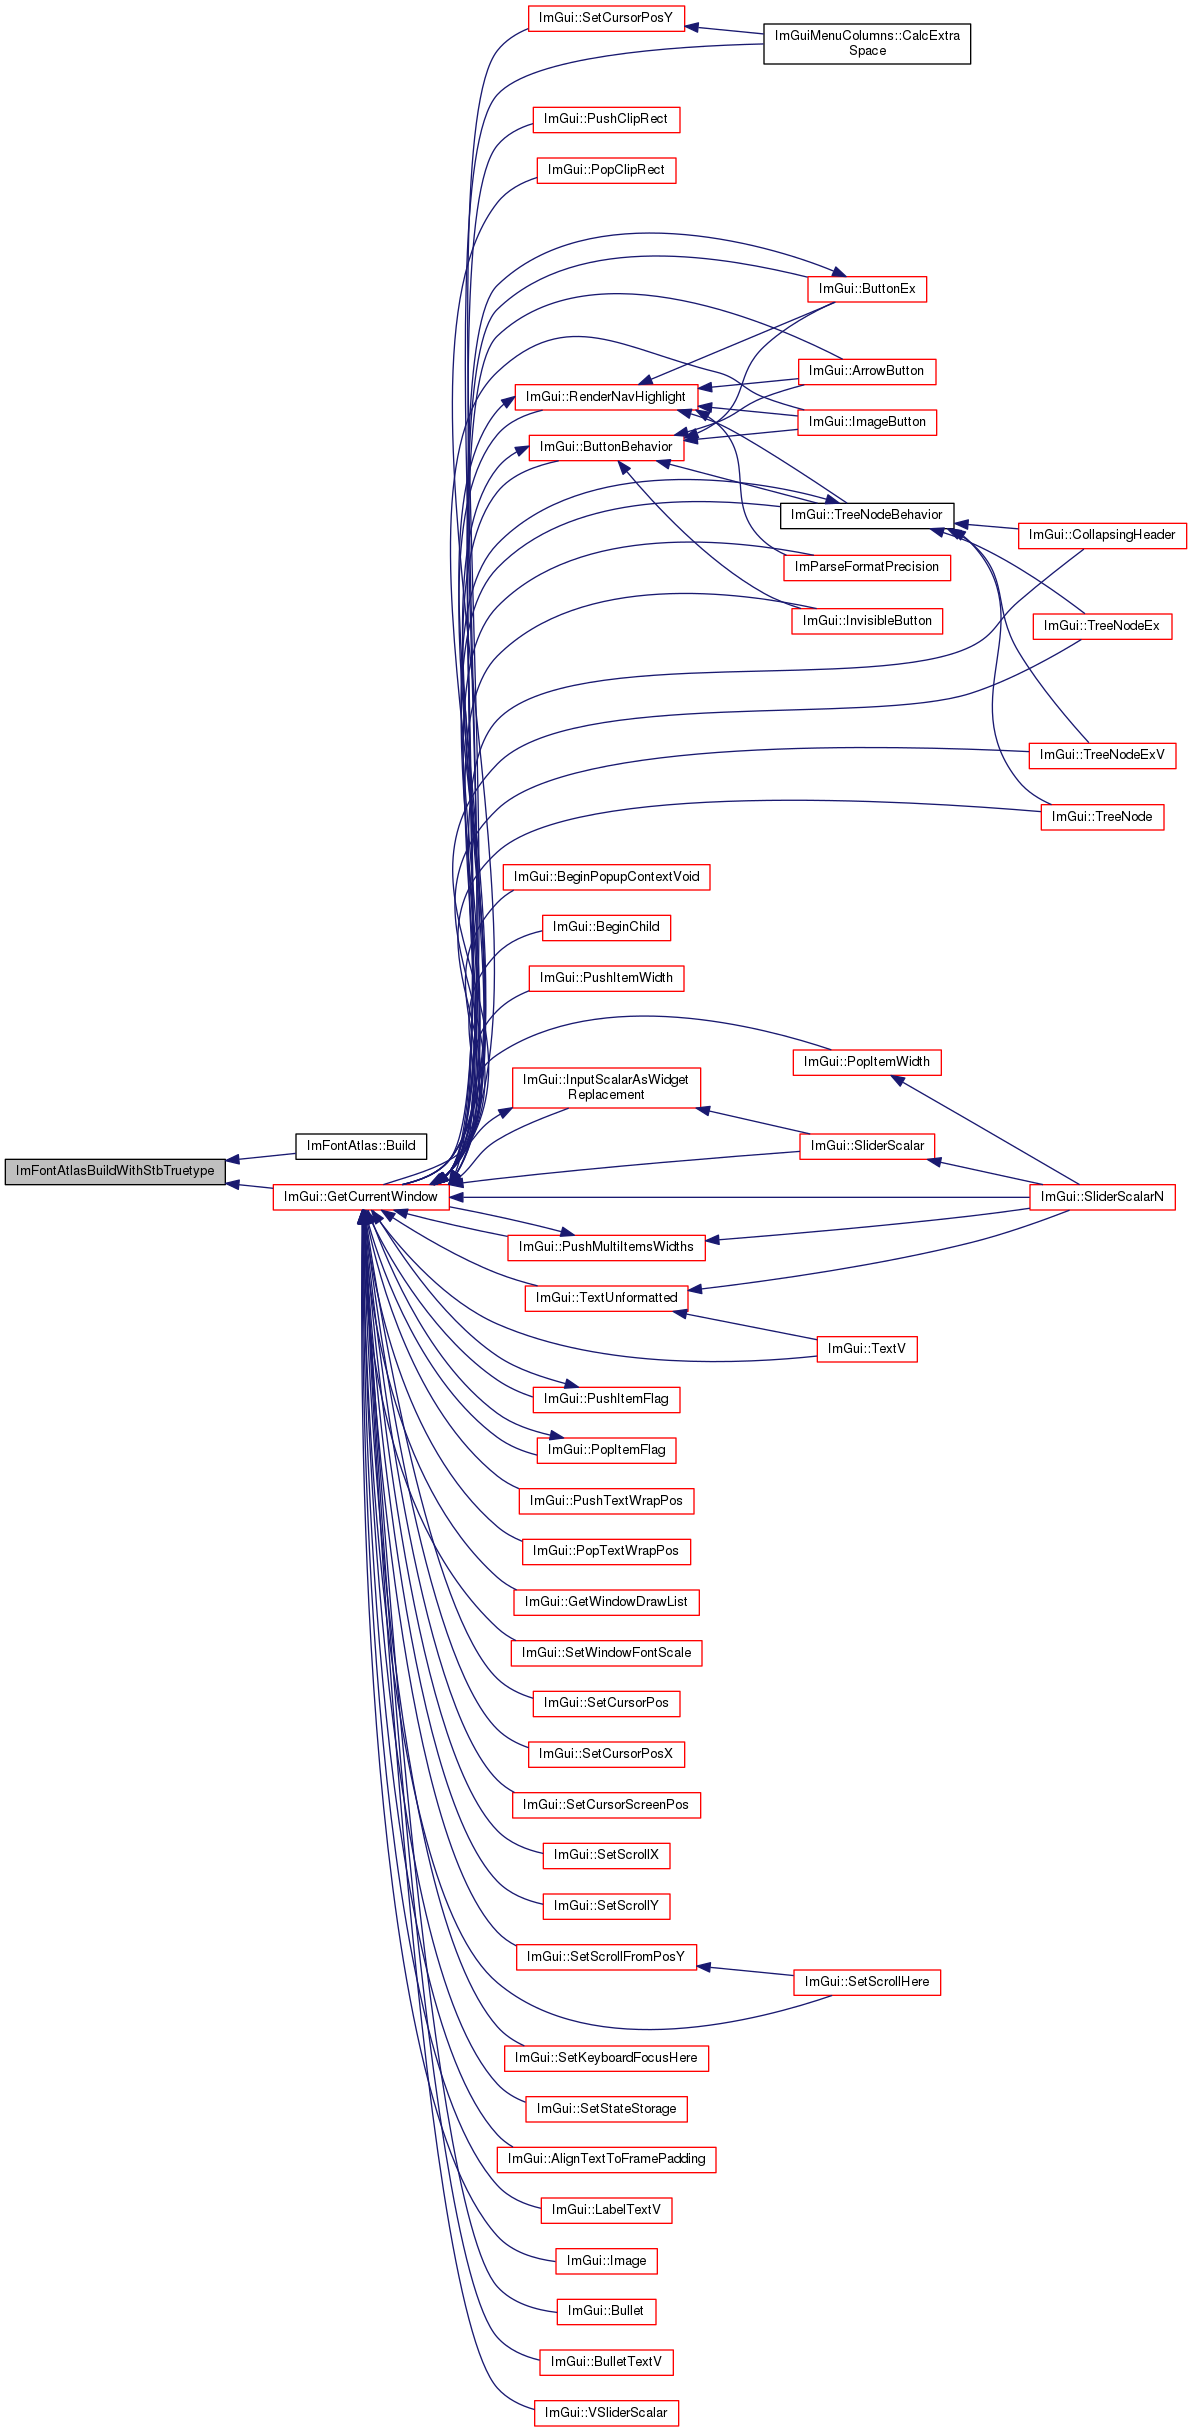 ImGui::SetCursorPosY
ImGuiMenuColumns::CalcExtra
Space
ImGui::PushClipRect
ImGui::PopClipRect
ImGui::ButtonEx
ImGui::ArrowButton
ImGui::RenderNavHighlight
ImGui::ImageButton
ImGui::ButtonBehavior
ImGui::TreeNodeBehavior
ImGui::CollapsingHeader
ImParseFormatPrecision
ImGui::InvisibleButton
ImGui::TreeNodeEx
ImGui::TreeNodeExV
ImGui::TreeNode
ImGui::BeginPopupContextVoid
ImGui::BeginChild
ImGui::PushItemWidth
ImGui::PopItemWidth
ImGui::InputScalarAsWidget
Replacement
ImGui::SliderScalar
ImFontAtlas::Build
ImFontAtlasBuildWithStbTruetype
ImGui::GetCurrentWindow
ImGui::SliderScalarN
ImGui::PushMultiItemsWidths
ImGui::TextUnformatted
ImGui::TextV
ImGui::PushItemFlag
ImGui::PopItemFlag
ImGui::PushTextWrapPos
ImGui::PopTextWrapPos
ImGui::GetWindowDrawList
ImGui::SetWindowFontScale
ImGui::SetCursorPos
ImGui::SetCursorPosX
ImGui::SetCursorScreenPos
ImGui::SetScrollX
ImGui::SetScrollY
ImGui::SetScrollFromPosY
ImGui::SetScrollHere
ImGui::SetKeyboardFocusHere
ImGui::SetStateStorage
ImGui::AlignTextToFramePadding
ImGui::LabelTextV
ImGui::Image
ImGui::Bullet
ImGui::BulletTextV
ImGui::VSliderScalar